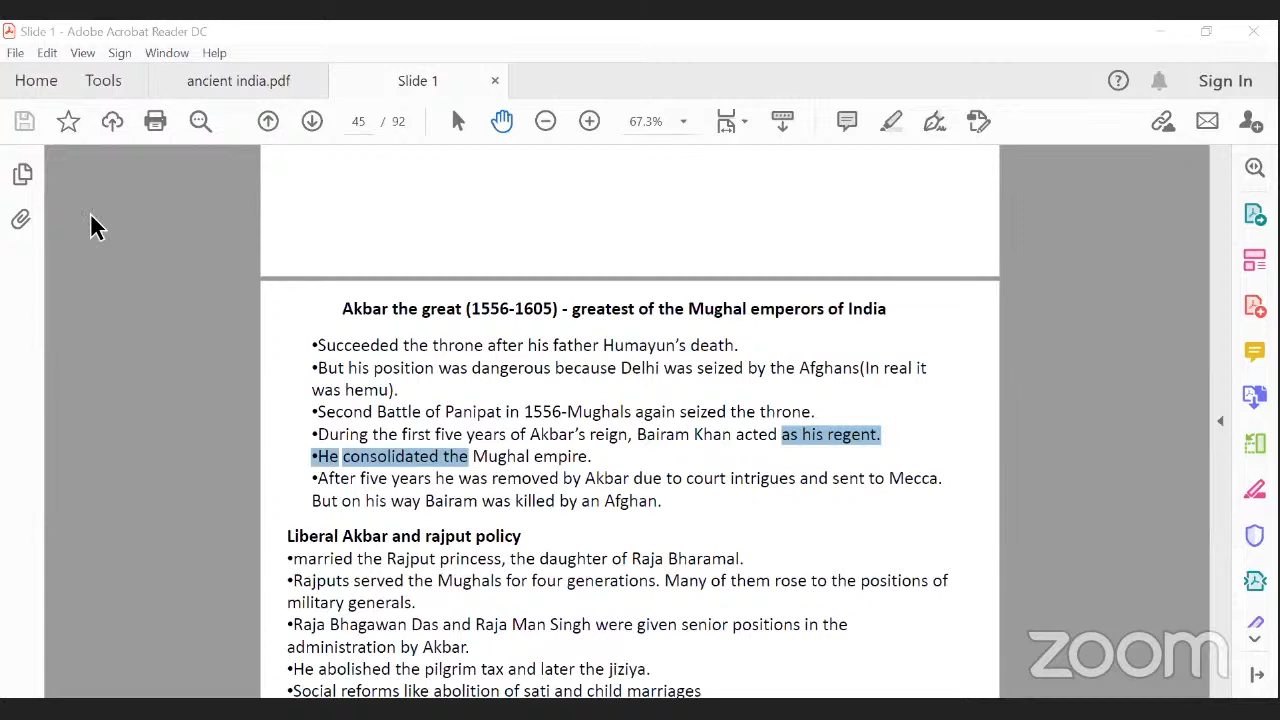 Slide 1 - Adobe Acrobat Reader DC
File Edit View Sign Window Help
Home Tools ancient india.pdf Slide 1 × Sign In
45 / 92 67.3%
Akbar the great (1556-1605) - greatest of the Mughal emperors of India
•Succeeded the throne after his father Humayun's death.
•But his position was dangerous because Delhi was seized by the Afghans(In real it
was hemu).
•Second Battle of Panipat in 1556-Mughals again seized the throne.
•During the first five years of Akbar's reign, Bairam Khan acted as his regent.
•He consolidated the Mughal empire.
•After five years he was removed by Akbar due to court intrigues and sent to Mecca.
But on his way Bairam was killed by an Afghan.
Liberal Akbar and rajput policy
•married the Rajput princess, the daughter of Raja Bharamal.
•Rajputs served the Mughals for four generations. Many of them rose to the positions of
military generals.
•Raja Bhagawan Das and Raja Man Singh were given senior positions in the
administration by Akbar.
•He abolished the pilgrim tax and later the jiziya.
•Social reforms like abolition of sati and child marriages
zoom